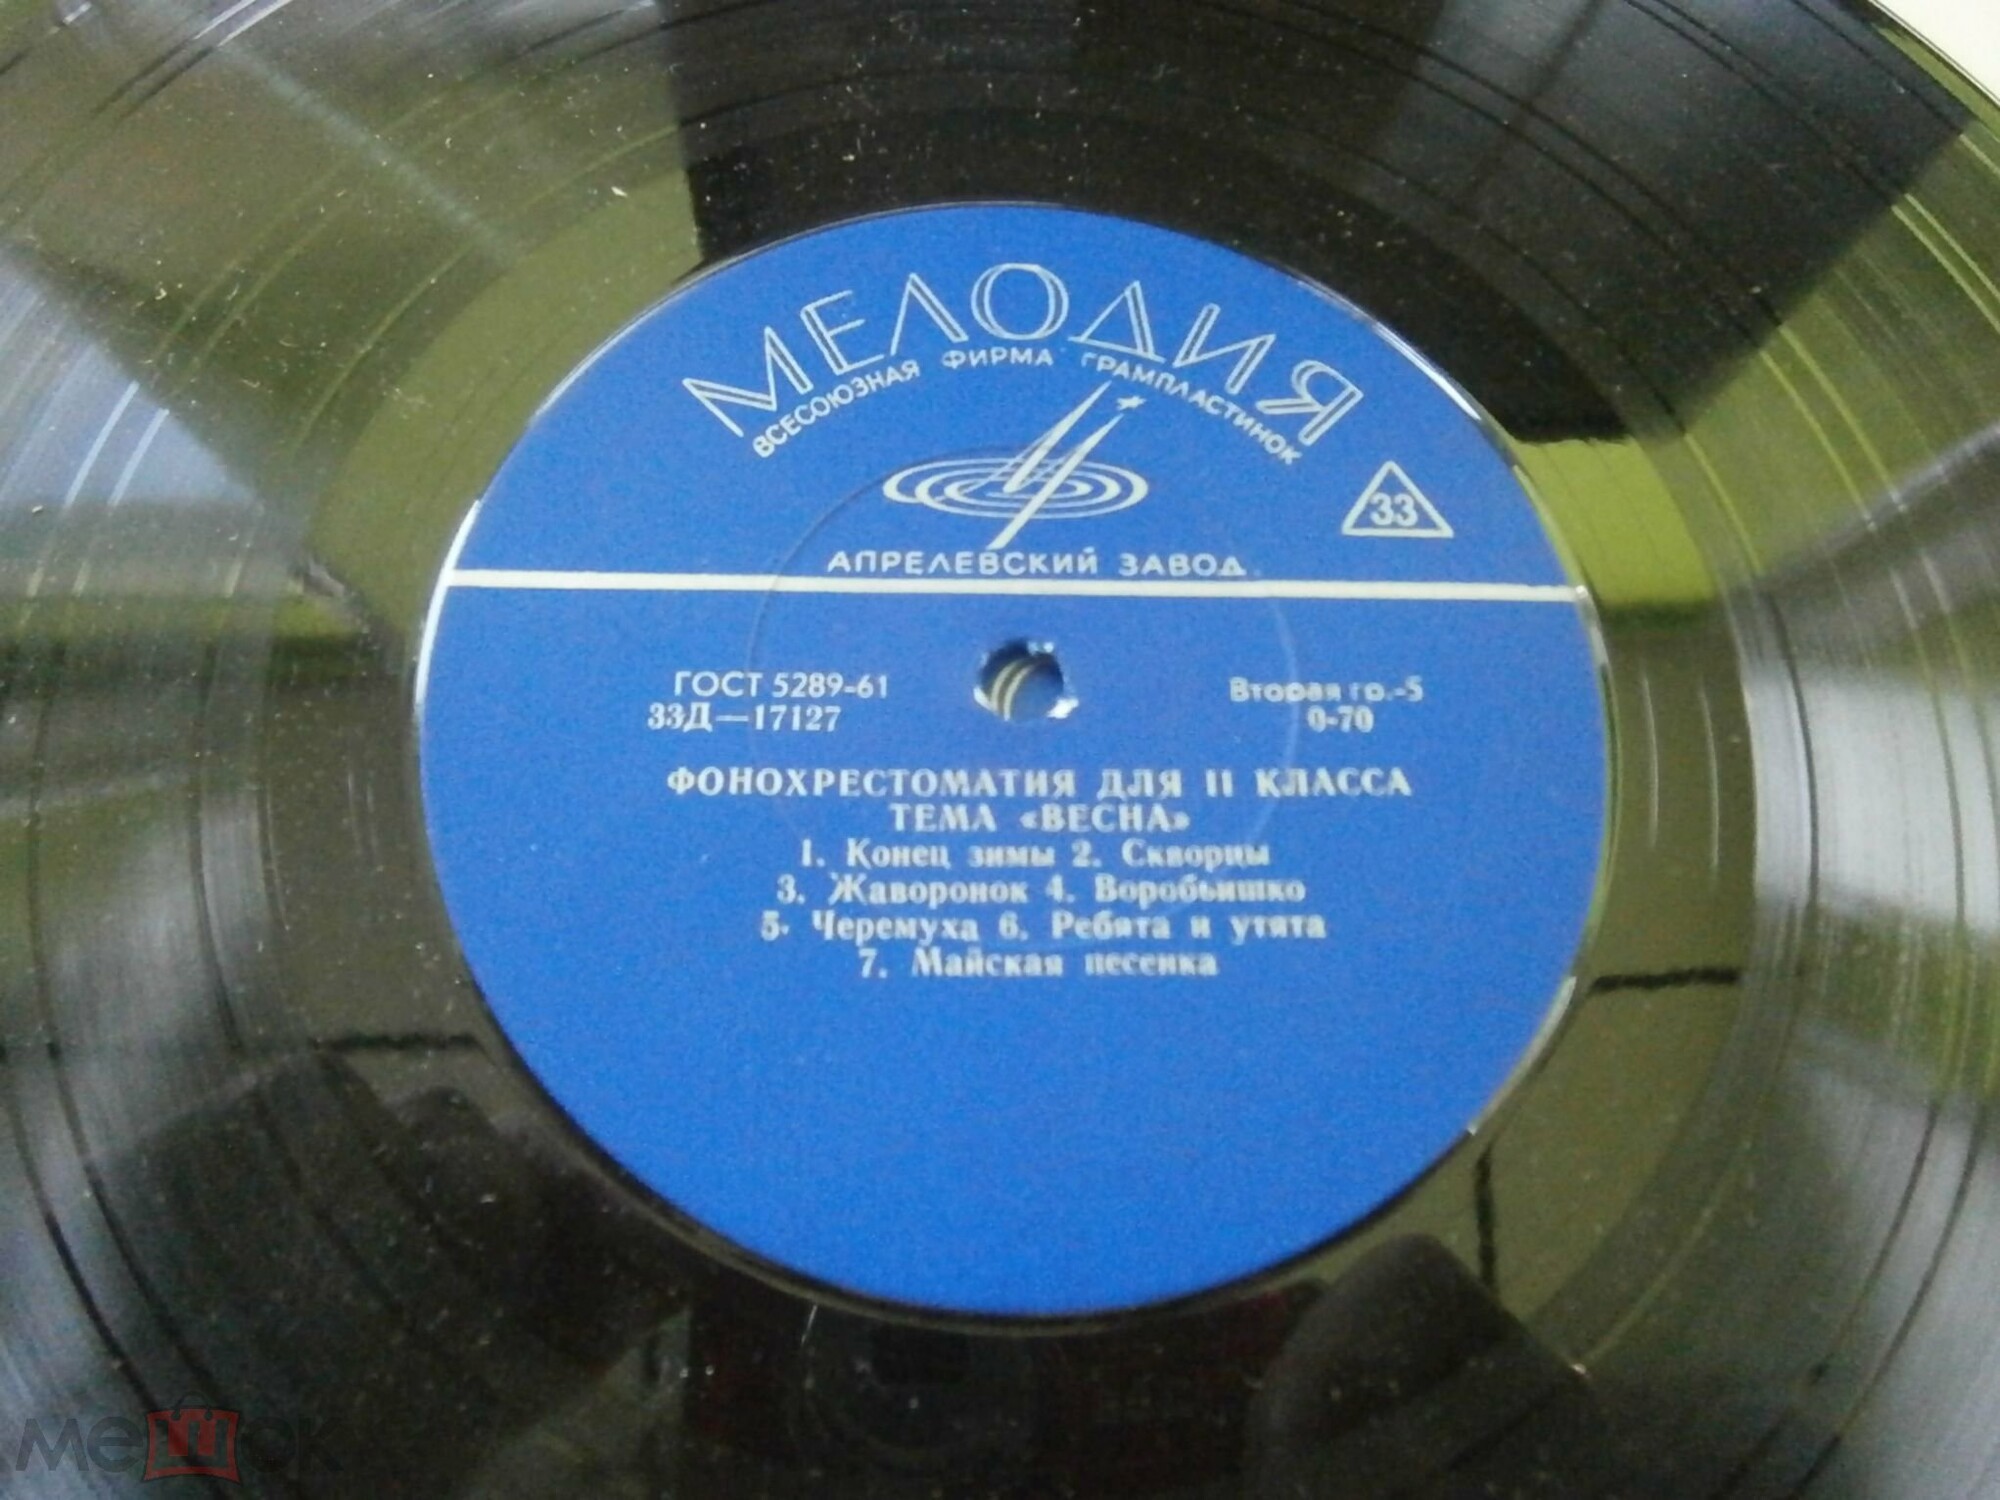 МЕЛОДИЯ
ВСЕСОЮЗНАЯ ФИРМА ГРАМПЛАСТИНОК
33
АПРЕЛЕВСКИЙ ЗАВОД
ГОСТ 5289-61
Вторая гр.-5
33Д—17127
0-70
ФОНОХРЕСТОМАТИЯ ДЛЯ II КЛАССА
ТЕМА «ВЕСНА»
1. Конец зимы 2. Скворцы
3. Жаворонок 4. Воробьишко
5. Черемуха 6. Ребята и утята
7. Майская песенка
мешок